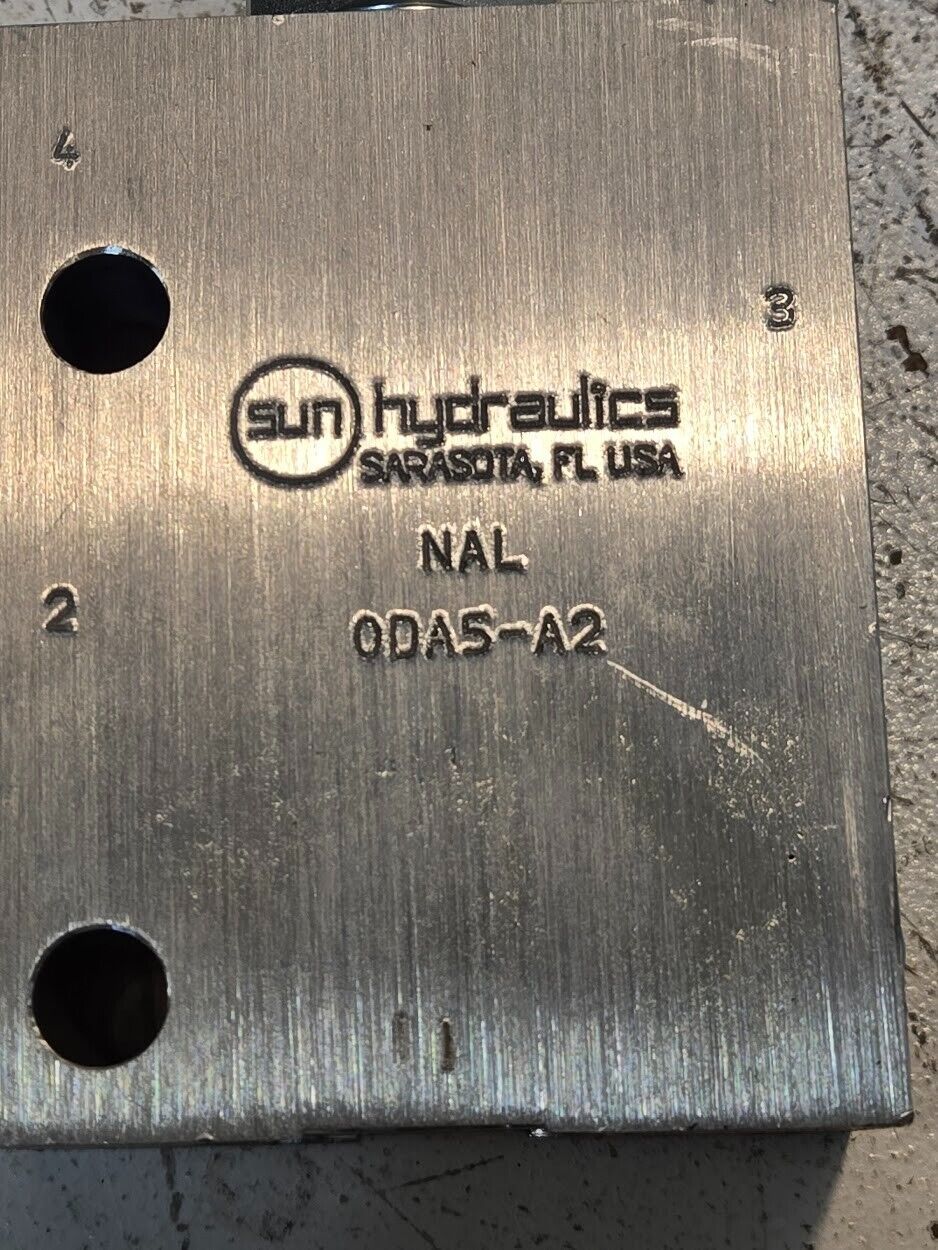 4
3
sun hydraulics
SARASOTA, FL USA
NAL
2
0DA5-A2
1